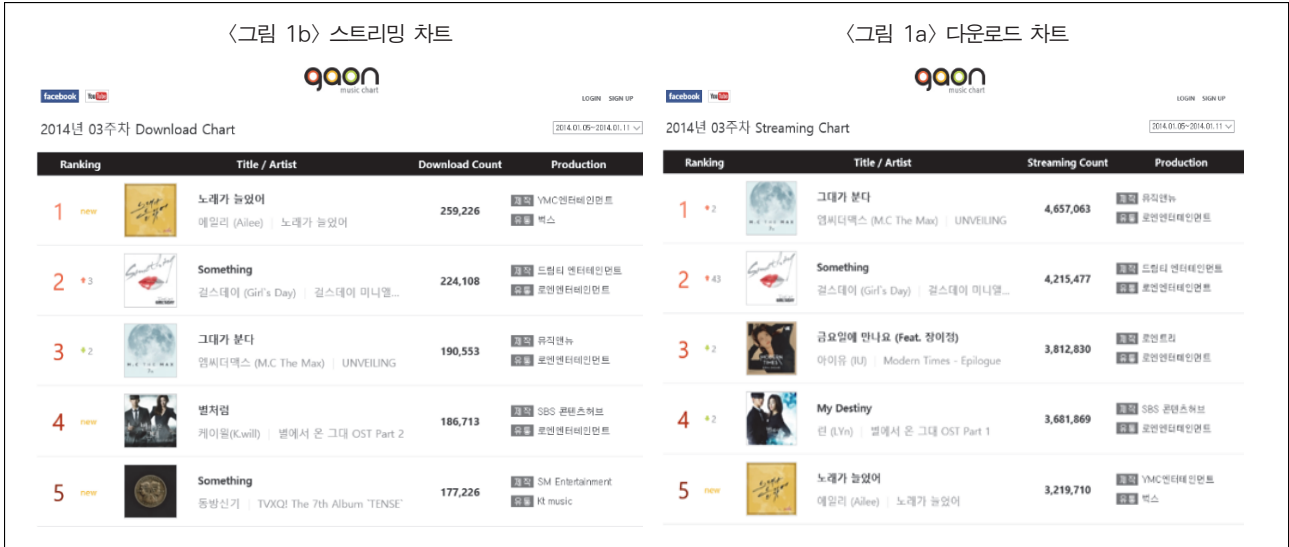 〈그림 1b〉 스트리밍 차트
gaon
music chart
facebook YouTube
LOGIN SIGN UP
2014년 03주차 Download Chart
2014.01.05~2014.01.11
Ranking Title / Artist Download Count Production
1 new 노래가 늘었어 259,226 제작 YMC엔터테인먼트
에일리 (Ailee) | 노래가 늘었어 유통 벅스
2 3 Something 224,108 제작 드림티 엔터테인먼트
걸스데이 (Girl's Day) | 걸스데이 미니앨... 유통 로엔엔터테인먼트
3 2 그대가 분다 190,553 제작 뮤직앤뉴
엠씨더맥스 (M.C The Max) | UNVEILING 유통 로엔엔터테인먼트
4 new 별처럼 186,713 제작 SBS 콘텐츠허브
케이윌(K.will) | 별에서 온 그대 OST Part 2 유통 로엔엔터테인먼트
5 new Something 177,226 제작 SM Entertainment
동방신기 | TVXQ! The 7th Album 'TENSE' 유통 Kt music
〈그림 1a〉 다운로드 차트
gaon
music chart
facebook YouTube
LOGIN SIGN UP
2014년 03주차 Streaming Chart
2014.01.05~2014.01.11
Ranking Title / Artist Streaming Count Production
1 2 그대가 분다 4,657,063 제작 뮤직앤뉴
엠씨더맥스 (M.C The Max) | UNVEILING 유통 로엔엔터테인먼트
2 43 Something 4,215,477 제작 드림티 엔터테인먼트
걸스데이 (Girl's Day) | 걸스데이 미니앨... 유통 로엔엔터테인먼트
3 2 금요일에 만나요 (Feat. 장이정) 3,812,830 제작 로엔트리
아이유 (IU) | Modern Times - Epilogue 유통 로엔엔터테인먼트
4 2 My Destiny 3,681,869 제작 SBS 콘텐츠허브
린 (LYn) | 별에서 온 그대 OST Part 1 유통 로엔엔터테인먼트
5 new 노래가 늘었어 3,219,710 제작 YMC엔터테인먼트
에일리 (Ailee) | 노래가 늘었어 유통 벅스